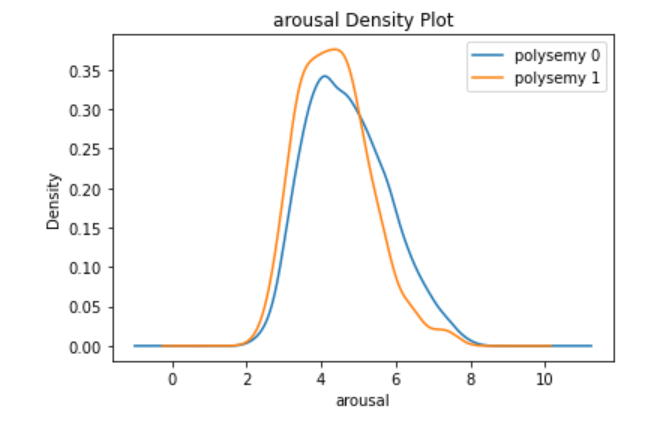 arousal Density Plot
polysemy 0
polysemy 1
0.35
0.30
0.25
0.20
0.15
0.10
0.05
0.00
Density
0 2 4 6 8 10
arousal